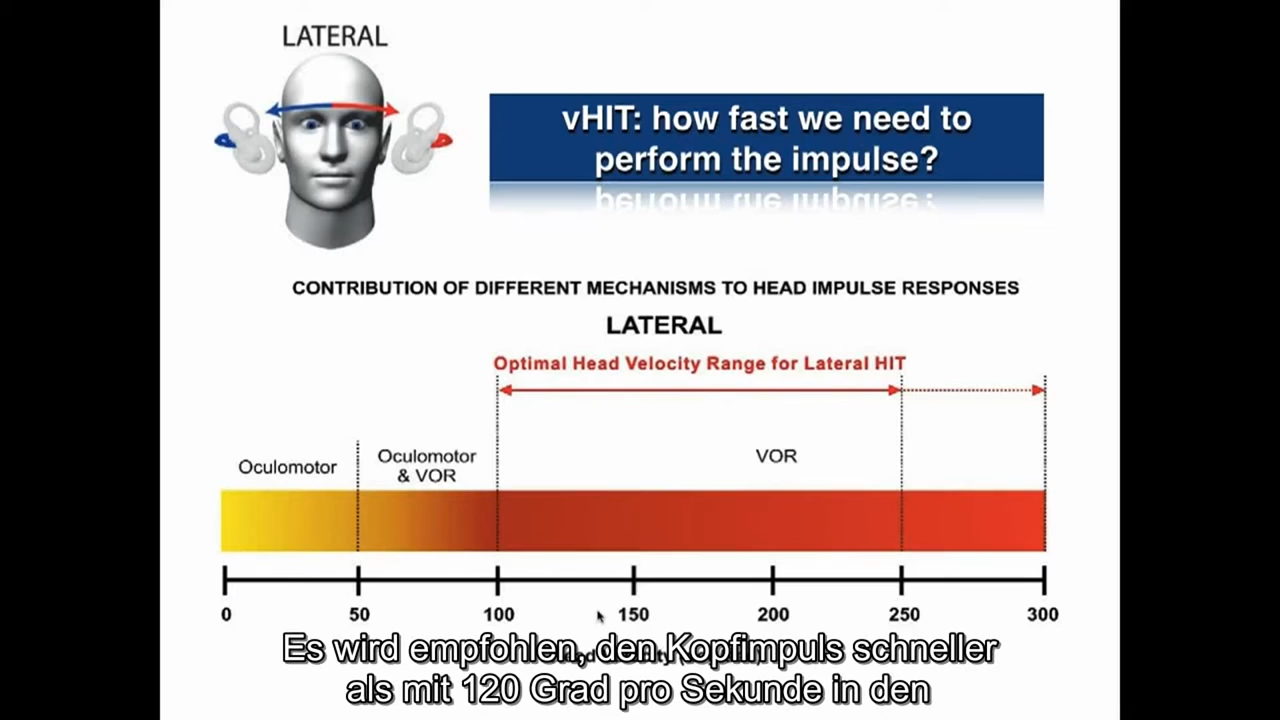 LATERAL
vHIT: how fast we need to
perform the impulse?
CONTRIBUTION OF DIFFERENT MECHANISMS TO HEAD IMPULSE RESPONSES
LATERAL
Optimal Head Velocity Range for Lateral HIT
Oculomotor
Oculomotor
& VOR
VOR
0 50 100 150 200 250 300
Es wird empfohlen, den Kopfimpuls schneller
als mit 120 Grad pro Sekunde in den